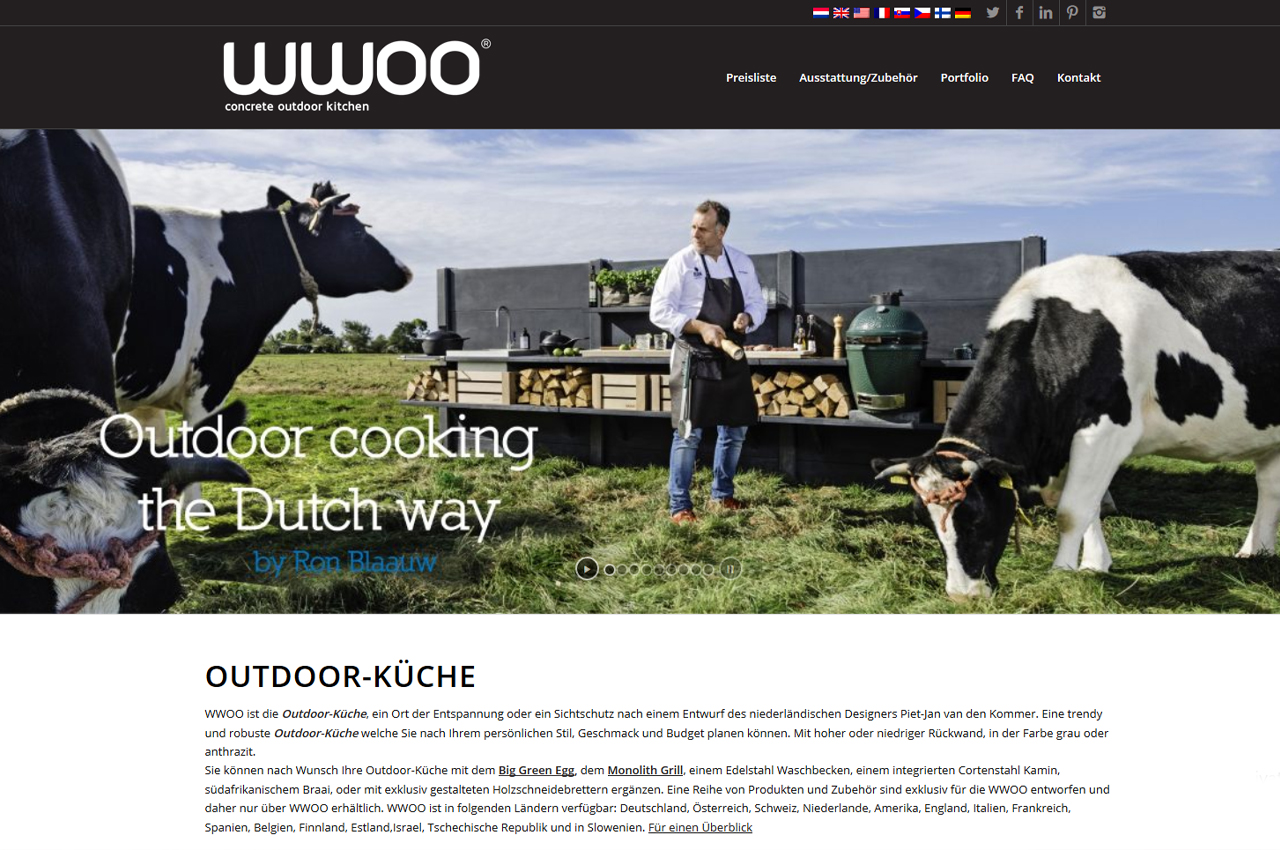 WWOO®
concrete outdoor kitchen
Preisliste Ausstattung/Zubehör Portfolio FAQ Kontakt
Outdoor cooking
the Dutch way
by Ron Blaauw
OUTDOOR-KÜCHE
WWOO ist die Outdoor-Küche, ein Ort der Entspannung oder ein Sichtschutz nach einem Entwurf des niederländischen Designers Piet-Jan van den Kommer. Eine trendy
und robuste Outdoor-Küche welche Sie nach Ihrem persönlichen Stil, Geschmack und Budget planen können. Mit hoher oder niedriger Rückwand, in der Farbe grau oder
anthrazit.
Sie können nach Wunsch Ihre Outdoor-Küche mit dem Big Green Egg, dem Monolith Grill, einem Edelstahl Waschbecken, einem integrierten Cortenstahl Kamin,
südafrikanischem Braai, oder mit exklusiv gestalteten Holzschneidebrettern ergänzen. Eine Reihe von Produkten und Zubehör sind exklusiv für die WWOO entworfen und
daher nur über WWOO erhältlich. WWOO ist in folgenden Ländern verfügbar: Deutschland, Österreich, Schweiz, Niederlande, Amerika, England, Italien, Frankreich,
Spanien, Belgien, Finnland, Estland,Israel, Tschechische Republik und in Slowenien. Für einen Überblick